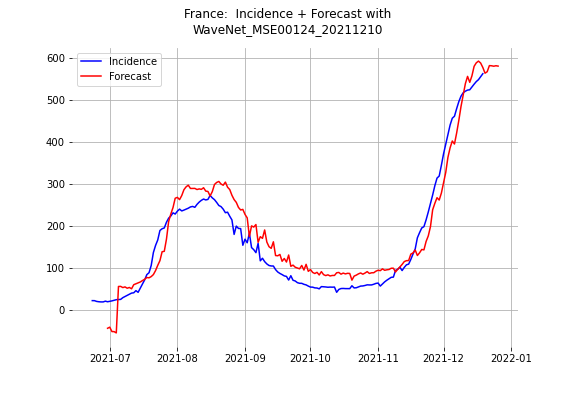 France:  Incidence + Forecast with
WaveNet_MSE00124_20211210
Incidence
Forecast
600
500
400
300
200
100
0
2021-07 2021-08 2021-09 2021-10 2021-11 2021-12 2022-01